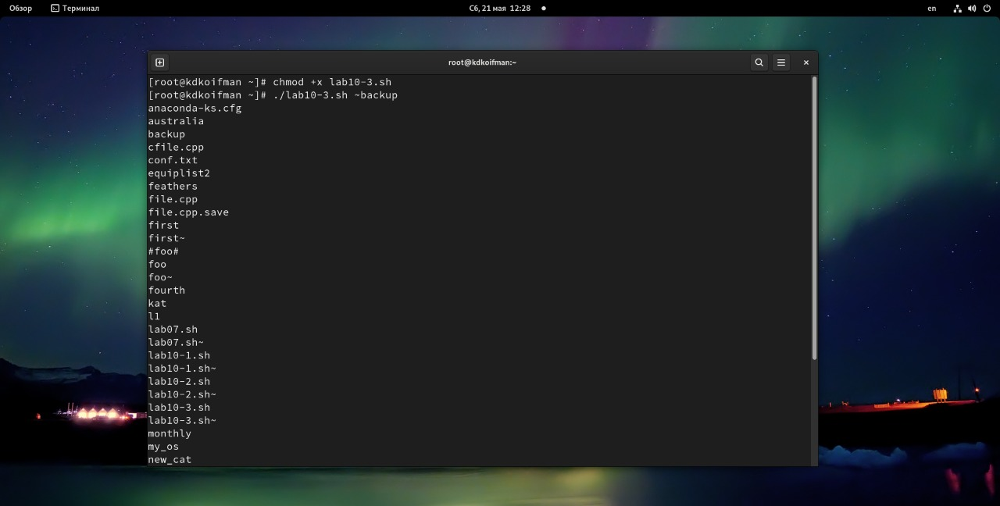 Обзор Терминал Сб, 21 мая 12:28 en
root@kdkoifman:~
[root@kdkoifman ~]# chmod +x lab10-3.sh
[root@kdkoifman ~]# ./lab10-3.sh ~backup
anaconda-ks.cfg
australia
backup
cfile.cpp
conf.txt
equiplist2
feathers
file.cpp
file.cpp.save
first
first~
#foo#
foo
foo~
fourth
kat
l1
lab07.sh
lab07.sh~
lab10-1.sh
lab10-1.sh~
lab10-2.sh
lab10-2.sh~
lab10-3.sh
lab10-3.sh~
monthly
my_os
new_cat